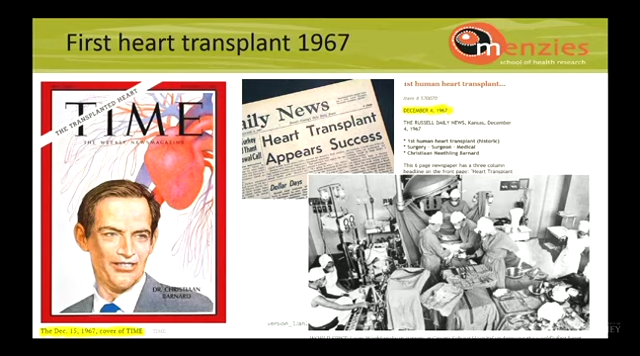 First heart transplant 1967
menzies
school of health research
THE TRANSPLANTED HEART
TIME
THE WEEKLY NEWSMAGAZINE
DR. CHRISTIAAN
BARNARD
The Dec. 15, 1967, cover of TIME
TIME
ily News
Heart Transplant
Appears Success
Dollar Days
1st human heart transplant...
DECEMBER 4, 1967
THE RUSSELL DAILY NEWS, Kansas, December
4, 1967
* 1st human heart transplant (historic)
* Surgery - Surgeon - Medical
* Christiaan Neethling Barnard
This 6 page newspaper has a three column
headline on the front page: "Heart Transplant